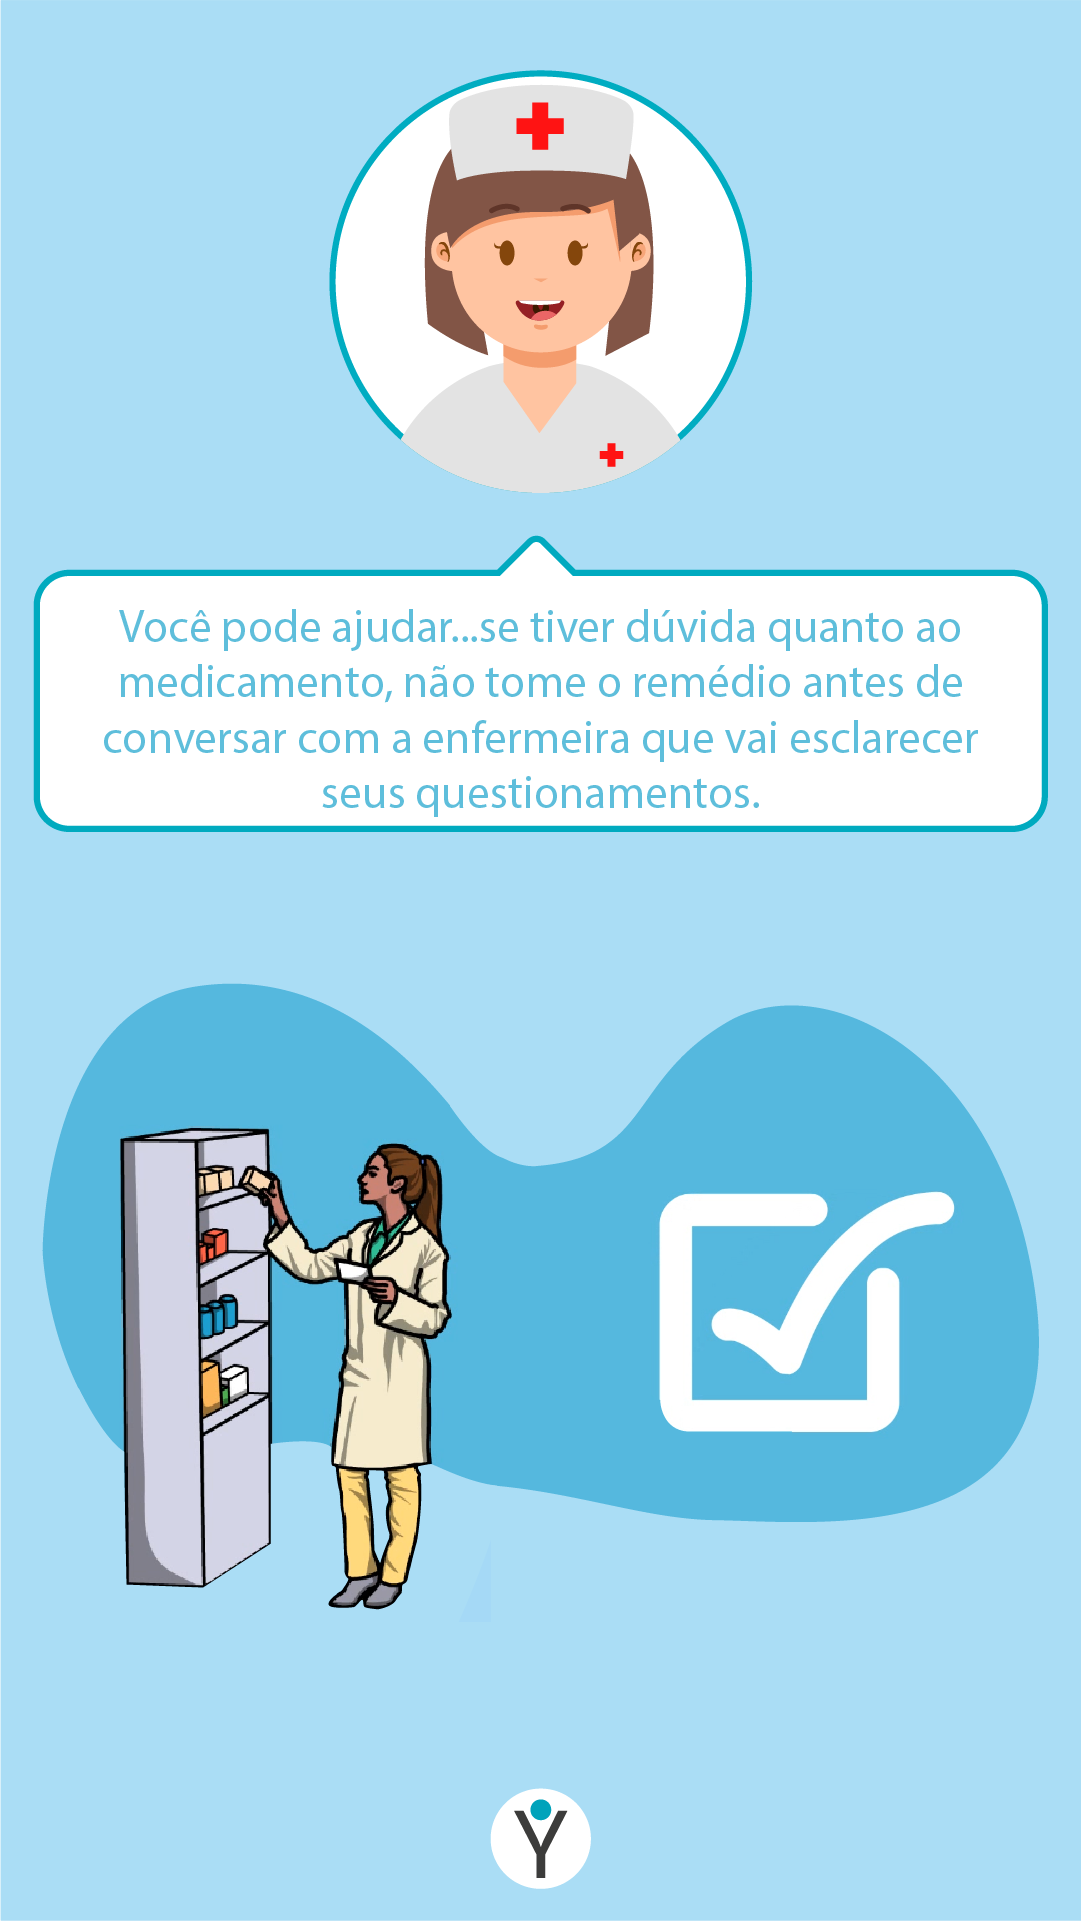 Você pode ajudar...se tiver dúvida quanto ao
medicamento, não tome o remédio antes de
conversar com a enfermeira que vai esclarecer
seus questionamentos.